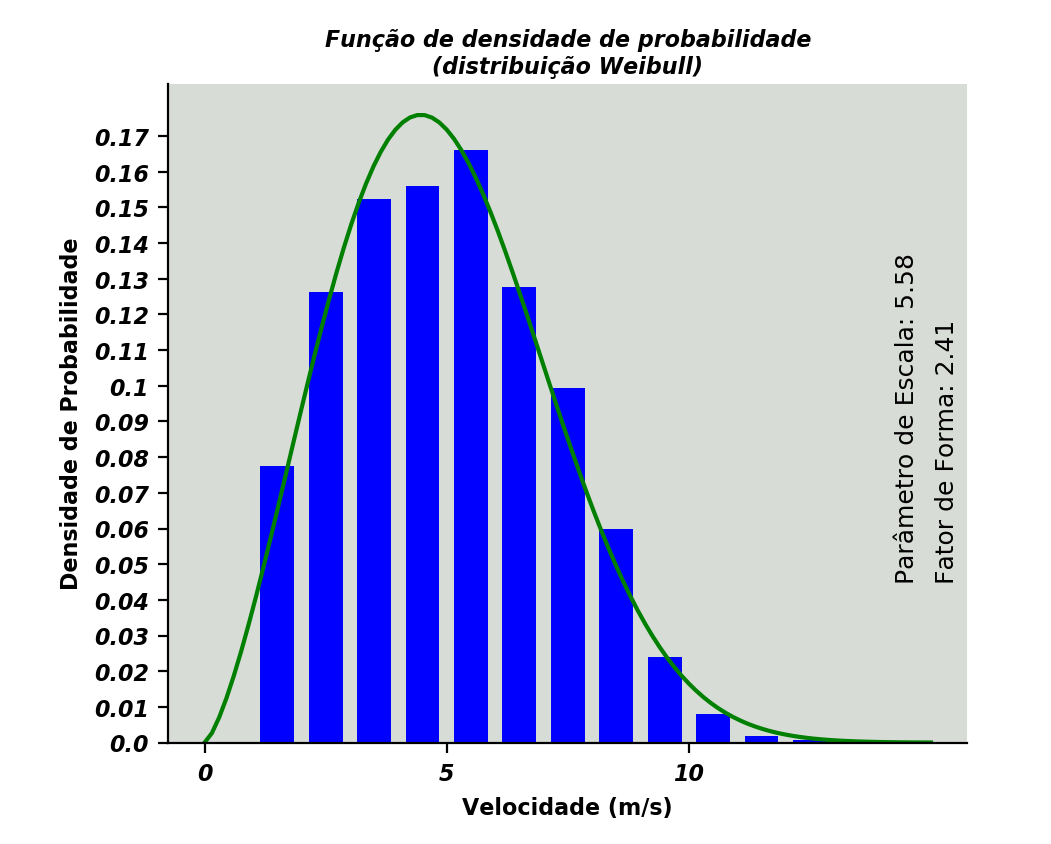 Função de densidade de probabilidade
(distribuição Weibull)
Densidade de Probabilidade
0.17
0.16
0.15
0.14
0.13
0.12
0.11
0.1
0.09
0.08
0.07
0.06
0.05
0.04
0.03
0.02
0.01
0.0
0 5 10
Velocidade (m/s)
Parâmetro de Escala: 5.58
Fator de Forma: 2.41